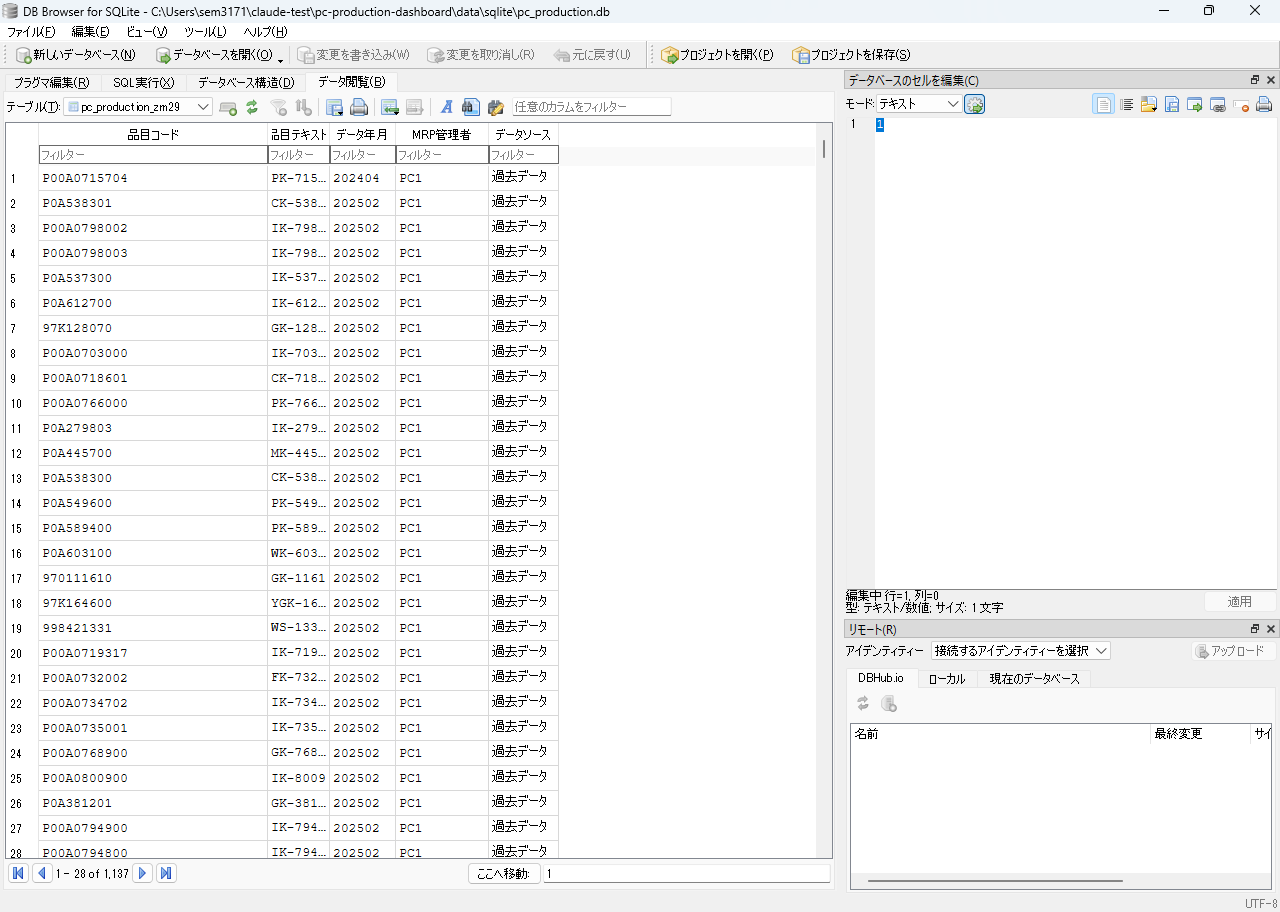 DB Browser for SQLite - C:\Users\sem3171\claude-test\pc-production-dashboard\data\sqlite\pc_production.db
ファイル(F) 編集(E) ビュー(V) ツール(L) ヘルプ(H)
新しいデータベース(N) データベースを開く(O) 変更を書き込み(W) 変更を取り消し(R) 元に戻す(U) プロジェクトを開く(P) プロジェクトを保存(S)
プラグマ編集(R) SQL実行(X) データベース構造(D) データ閲覧(B)
テーブル(T): pc_production_zm29 任意のカラムをフィルター
品目コード 品目テキスト データ年月 MRP管理者 データソース
フィルター フィルター フィルター フィルター フィルター
1 P00A0715704 PK-715... 202404 PC1 過去データ
2 P0A538301 CK-538... 202502 PC1 過去データ
3 P00A0798002 IK-798... 202502 PC1 過去データ
4 P00A0798003 IK-798... 202502 PC1 過去データ
5 P0A537300 IK-537... 202502 PC1 過去データ
6 P0A612700 IK-612... 202502 PC1 過去データ
7 97K128070 GK-128... 202502 PC1 過去データ
8 P00A0703000 IK-703... 202502 PC1 過去データ
9 P00A0718601 CK-718... 202502 PC1 過去データ
10 P00A0766000 PK-766... 202502 PC1 過去データ
11 P0A279803 IK-279... 202502 PC1 過去データ
12 P0A445700 MK-445... 202502 PC1 過去データ
13 P0A538300 CK-538... 202502 PC1 過去データ
14 P0A549600 PK-549... 202502 PC1 過去データ
15 P0A589400 PK-589... 202502 PC1 過去データ
16 P0A603100 WK-603... 202502 PC1 過去データ
17 970111610 GK-1161 202502 PC1 過去データ
18 97K164600 YGK-16... 202502 PC1 過去データ
19 998421331 WS-133... 202502 PC1 過去データ
20 P00A0719317 IK-719... 202502 PC1 過去データ
21 P00A0732002 FK-732... 202502 PC1 過去データ
22 P00A0734702 IK-734... 202502 PC1 過去データ
23 P00A0735001 IK-735... 202502 PC1 過去データ
24 P00A0768900 GK-768... 202502 PC1 過去データ
25 P00A0800900 IK-8009 202502 PC1 過去データ
26 P0A381201 GK-381... 202502 PC1 過去データ
27 P00A0794900 IK-794... 202502 PC1 過去データ
28 P00A0794800 IK-794... 202502 PC1 過去データ
1 - 28 of 1,137 ここへ移動: 1
データベースのセルを編集(C)
モード: テキスト
1 1
編集中 行=1, 列=0
型: テキスト/数値; サイズ: 1 文字
適用
リモート(R)
アイデンティティー 接続するアイデンティティーを選択 アップロード
DBHub.io ローカル 現在のデータベース
名前 最終変更 サイ
UTF-8